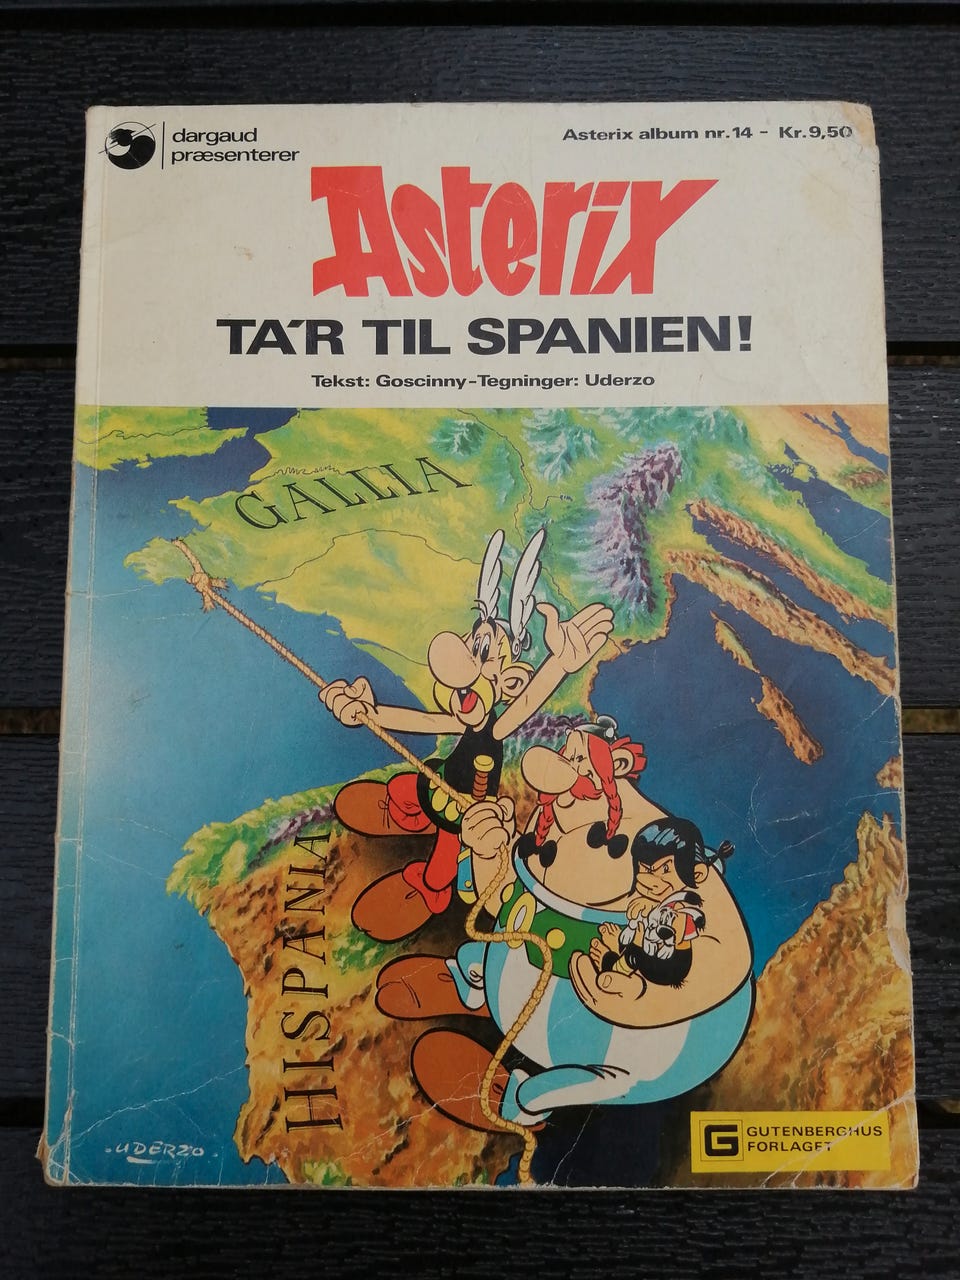 dargaud
præsenterer
Asterix album nr.14 - Kr.9,50
Asterix
TA'R TIL SPANIEN!
Tekst: Goscinny-Tegninger: Uderzo
GALLIA
HISPANIA
·UDERZO·
G GUTENBERGHUS
FORLAGET